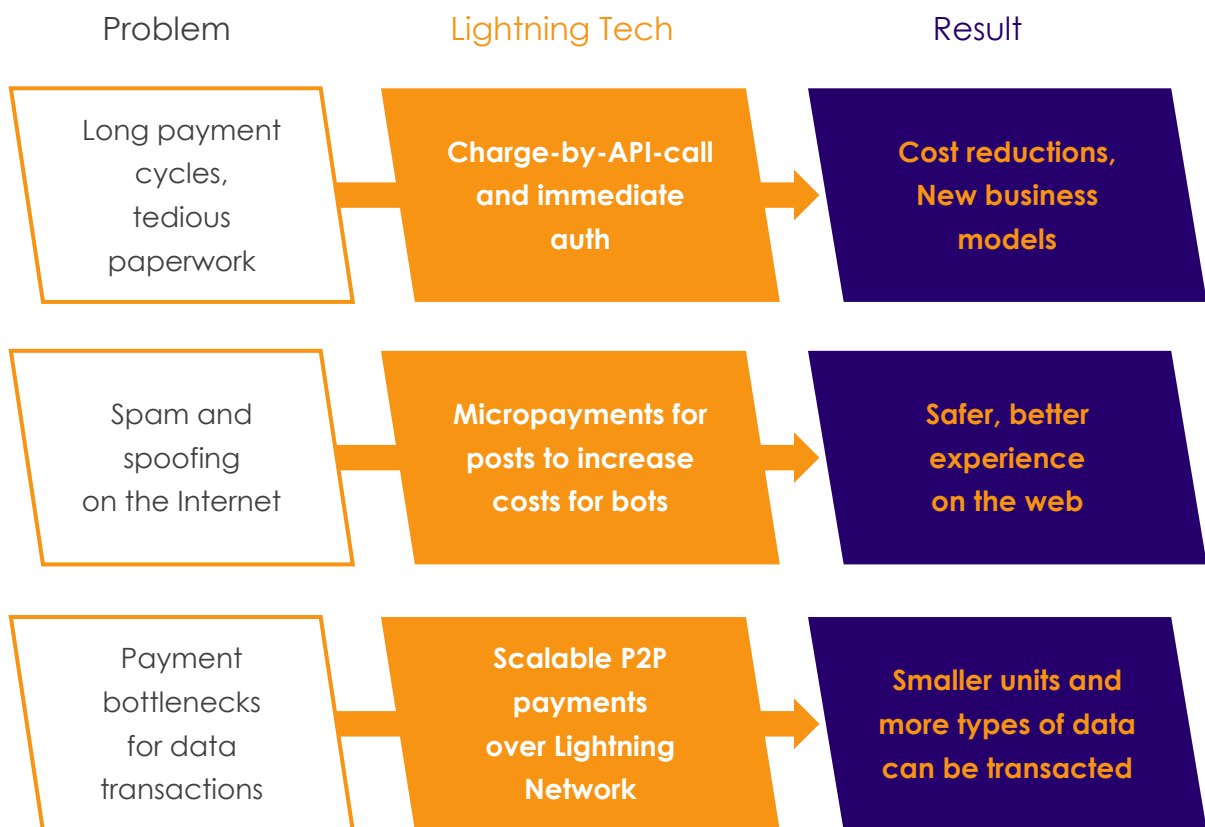 Problem
Lightning Tech
Result
Long payment
cycles,
tedious
paperwork
Charge-by-API-call
and immediate
auth
Cost reductions,
New business
models
Spam and
spoofing
on the Internet
Micropayments for
posts to increase
costs for bots
Safer, better
experience
on the web
Payment
bottlenecks
for data
transactions
Scalable P2P
payments
over Lightning
Network
Smaller units and
more types of data
can be transacted